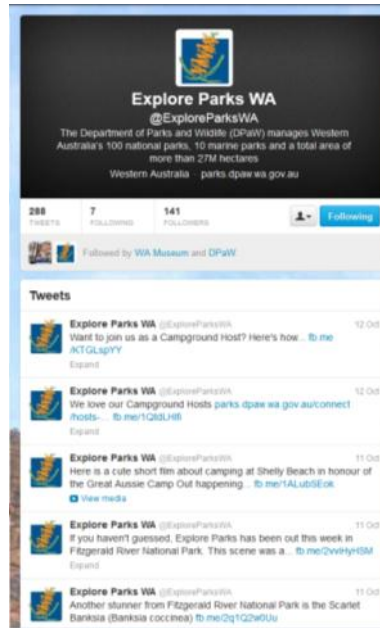 Explore Parks WA
@ExploreParksWA
The Department of Parks and Wildlife (DPaW) manages Western
Australia's 100 national parks, 10 marine parks and a total area of
more than 27M hectares
Western Australia · parks.dpaw.wa.gov.au
288
7
141
TWEETS
FOLLOWING
FOLLOWERS
Following
Followed by WA Museum and DPaW.
Tweets
Explore Parks WA @ExploreParksWA 12 Oct
Want to join us as a Campground Host? Here's how... fb.me
/KTGLspYY
Expand
Explore Parks WA @ExploreParksWA 12 Oct
We love our Campground Hosts parks.dpaw.wa.gov.au/connect
/hosts-...
Expand
Explore Parks WA @ExploreParksWA 11 Oct
Here is a cute short film about camping at Shelly Beach in honour of
the Great Aussie Camp Out happening... fb.me/1ALubSEok
View media
Explore Parks WA @ExploreParksWA 11 Oct
If you haven't guessed, Explore Parks has been out this week in
Fitzgerald River National Park. This scene was a... fb.me/2vviHyHSM
Expand
Explore Parks WA @ExploreParksWA 11 Oct
Another stunner from Fitzgerald River National Park is the Scarlet
Banksia (Banksia coccinea) fb.me/2q1Q2w0Uu